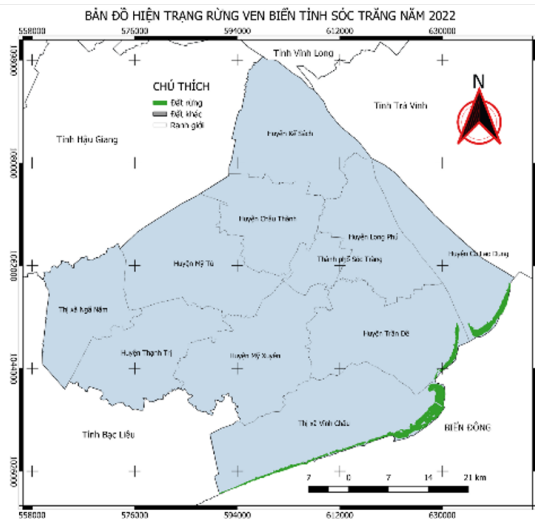 BẢN ĐỒ HIỆN TRẠNG RỪNG VEN BIỂN TỈNH SÓC TRĂNG NĂM 2022
558000 576000 594000 612000 630000
Tỉnh Vĩnh Long
CHÚ THÍCH
Đất rừng
Đất khác
Ranh giới
N
Tỉnh Trà Vinh
Tỉnh Hậu Giang
Huyện Kế Sách
Huyện Châu Thành
Huyện Long Phú
Huyện Cù Lao Dung
Huyện Mỹ Tú
Thành phố Sóc Trăng
Thị xã Ngã Năm
Huyện Trần Đề
Huyện Thạnh Trị
Huyện Mỹ Xuyên
Thị xã Vĩnh Châu
BIỂN ĐÔNG
Tỉnh Bạc Liêu
7 0 7 14 21 km
558000 576000 594000 612000 630000